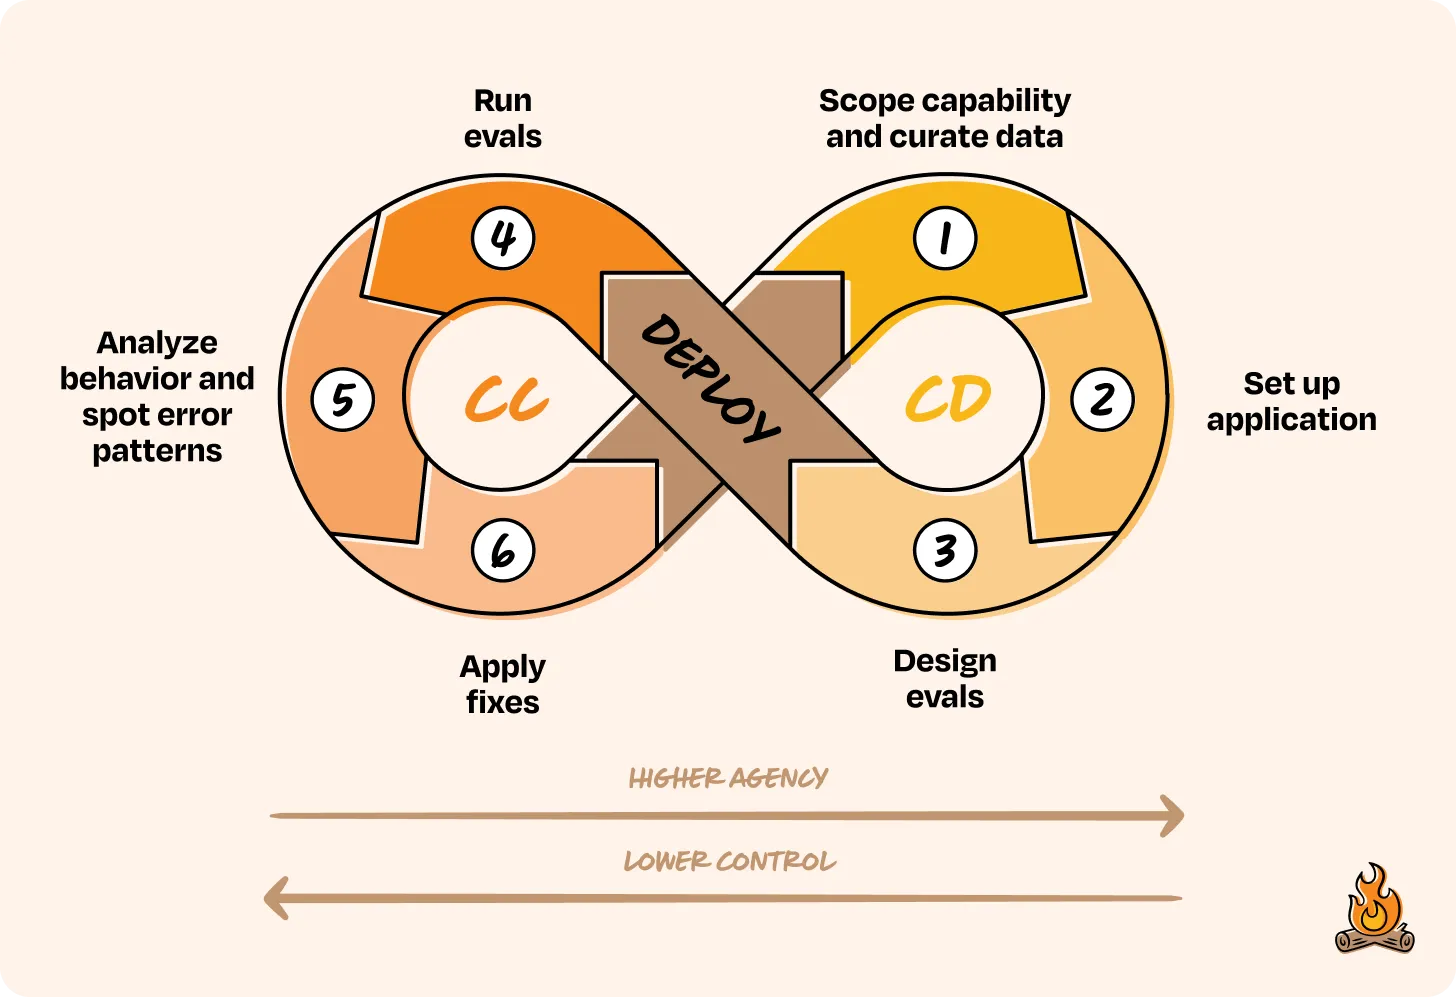 Run
evals
Scope capability
and curate data
4
1
DEPLOY
Analyze
behavior and
spot error
patterns
5
CC
CD
2
Set up
application
6
3
Apply
fixes
Design
evals
HIGHER AGENCY
LOWER CONTROL